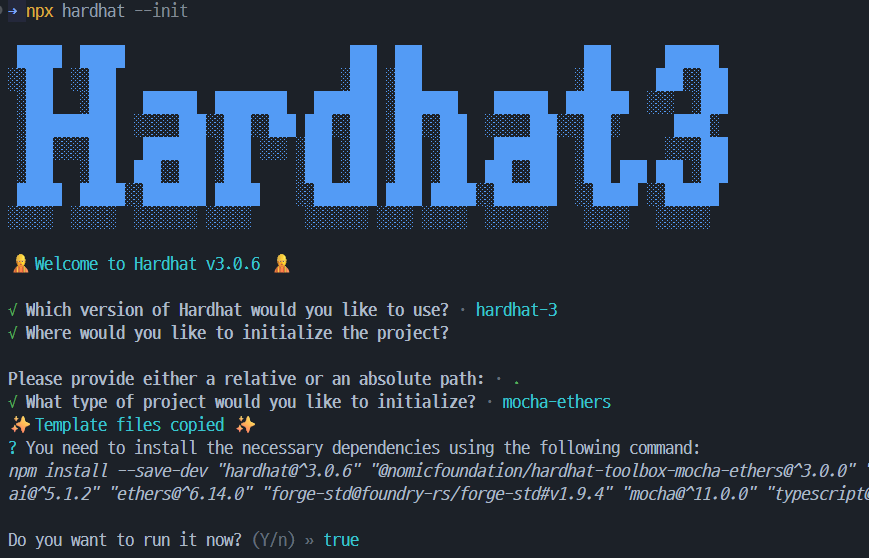 → npx hardhat --init
Hardhat 3
Welcome to Hardhat v3.0.6
√ Which version of Hardhat would you like to use? · hardhat-3
√ Where would you like to initialize the project?
Please provide either a relative or an absolute path: · .
√ What type of project would you like to initialize? · mocha-ethers
✨ Template files copied ✨
? You need to install the necessary dependencies using the following command:
npm install --save-dev "hardhat@^3.0.6" "@nomicfoundation/hardhat-toolbox-mocha-ethers@^3.0.0" "
ai@^5.1.2" "ethers@^6.14.0" "forge-std@foundry-rs/forge-std#v1.9.4" "mocha@^11.0.0" "typescript@
Do you want to run it now? (Y/n) » true